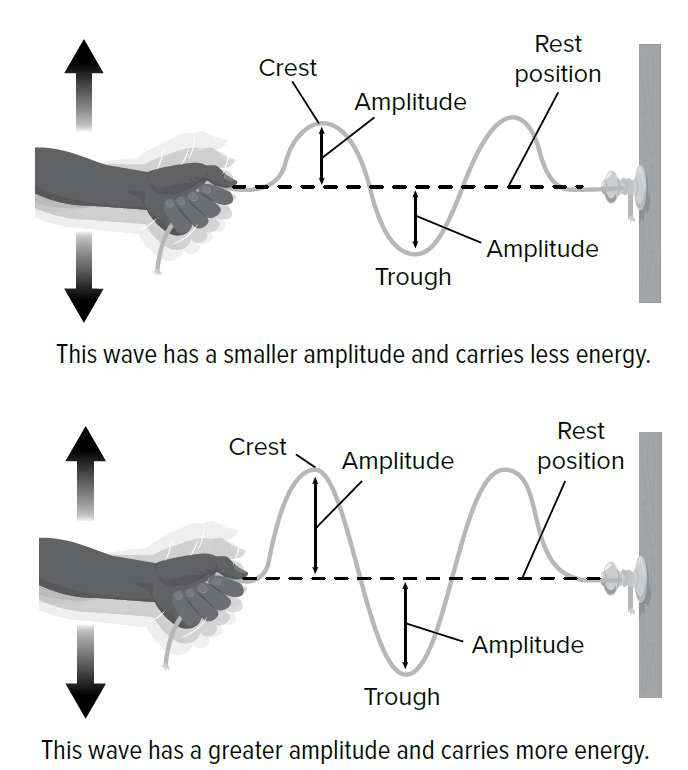 Rest
position
Crest
Amplitude
Amplitude
Trough
This wave has a smaller amplitude and carries less energy.
Rest
position
Crest
Amplitude
Amplitude
Trough
This wave has a greater amplitude and carries more energy.